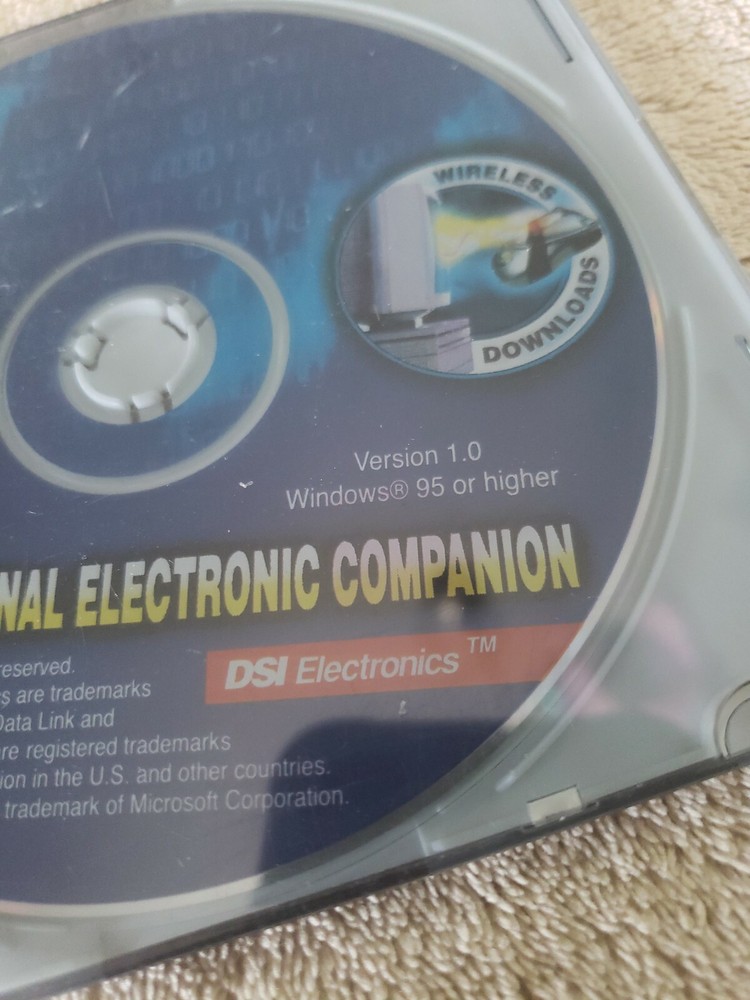 WIRELESS
DOWNLOADS
Version 1.0
Windows® 95 or higher
NAL ELECTRONIC COMPANION
DSI Electronics™
reserved.
s are trademarks
Data Link and
are registered trademarks
ion in the U.S. and other countries.
trademark of Microsoft Corporation.